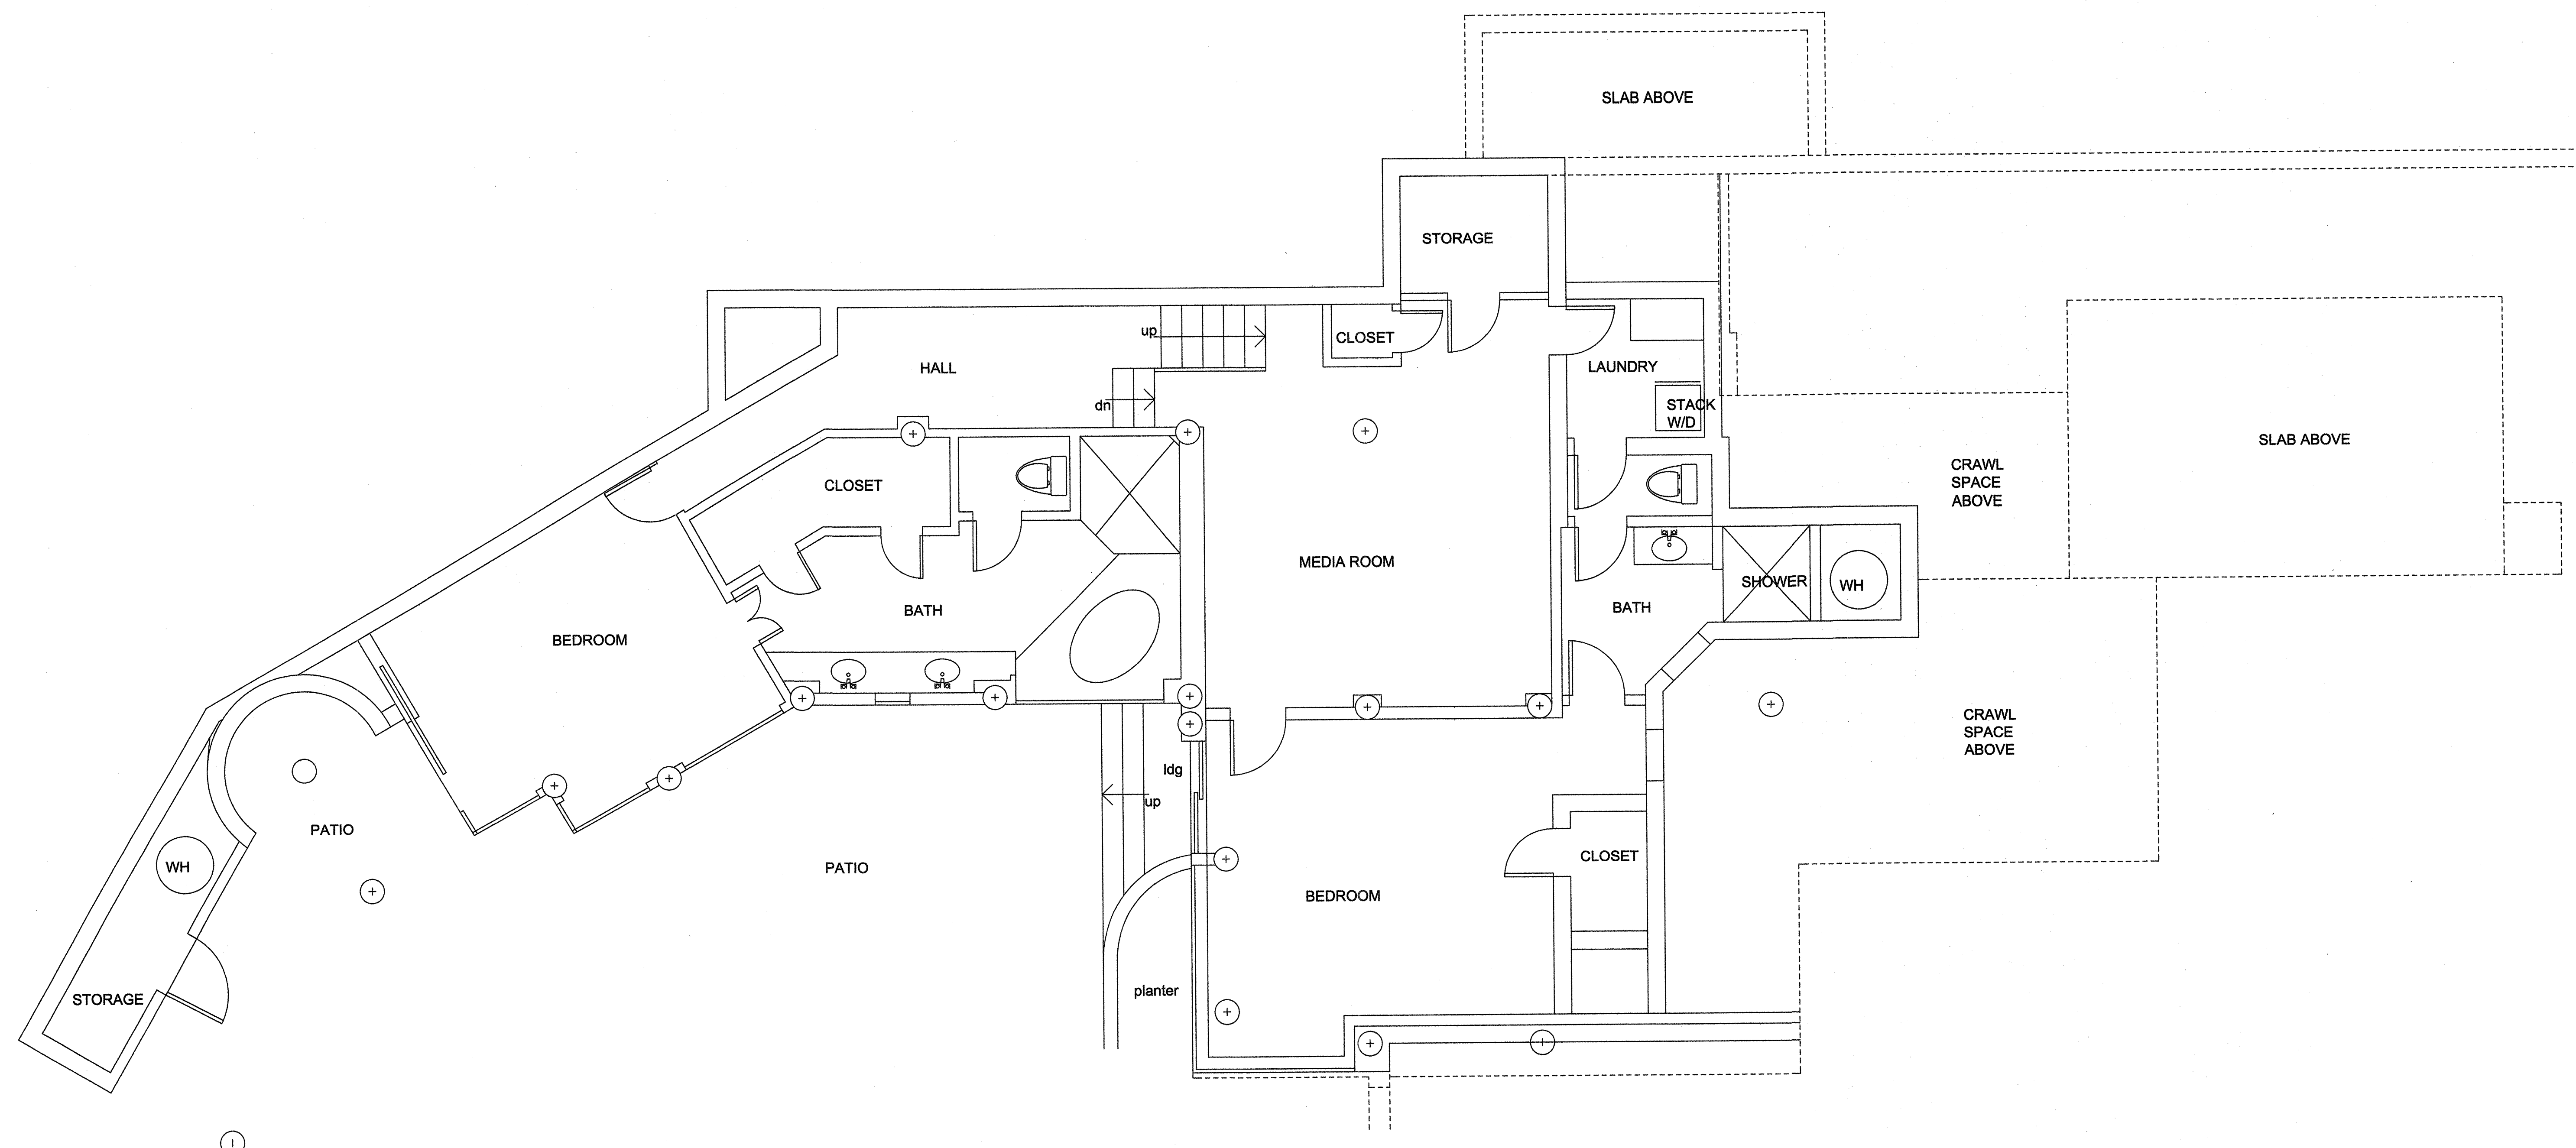 SLAB ABOVE
STORAGE
up
CLOSET
HALL
LAUNDRY
dn
STACK
W/D
SLAB ABOVE
CRAWL
SPACE
ABOVE
CLOSET
MEDIA ROOM
SHOWER
WH
BATH
BATH
BEDROOM
CRAWL
SPACE
ABOVE
ldg
up
PATIO
CLOSET
WH
PATIO
BEDROOM
planter
STORAGE